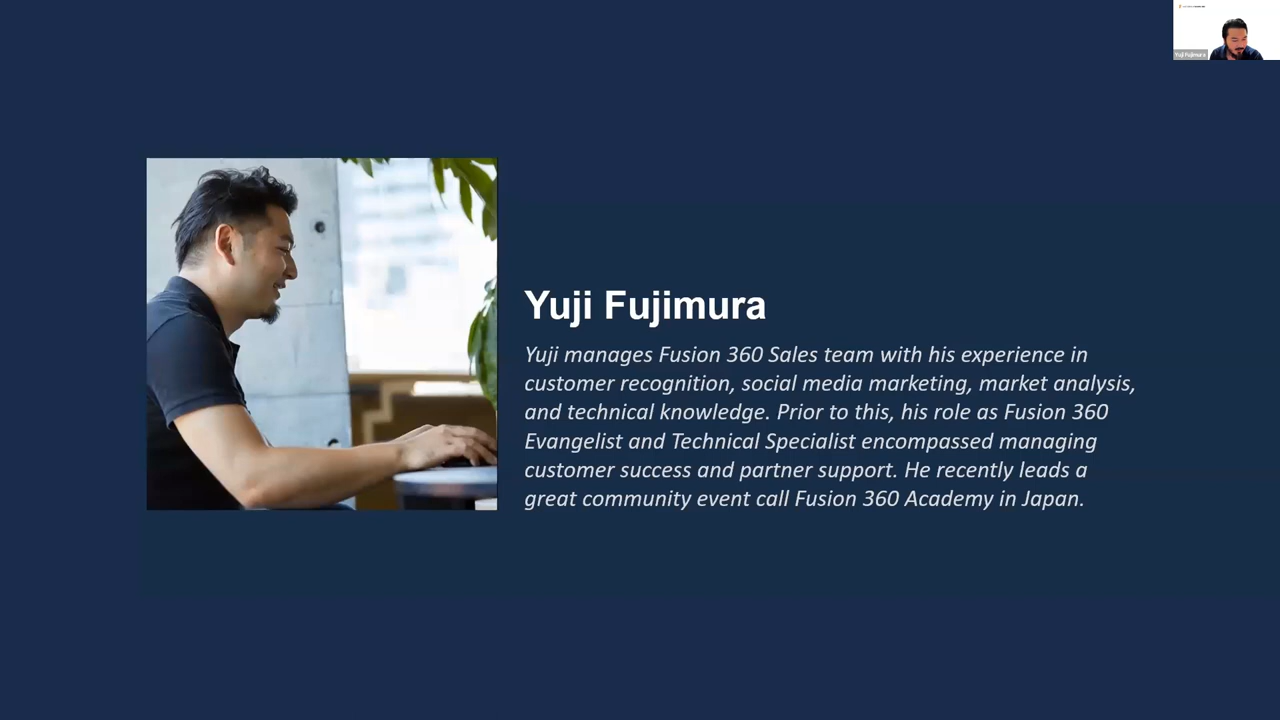 Yuji Fujimura
Yuji Fujimura
Yuji manages Fusion 360 Sales team with his experience in
customer recognition, social media marketing, market analysis,
and technical knowledge. Prior to this, his role as Fusion 360
Evangelist and Technical Specialist encompassed managing
customer success and partner support. He recently leads a
great community event call Fusion 360 Academy in Japan.